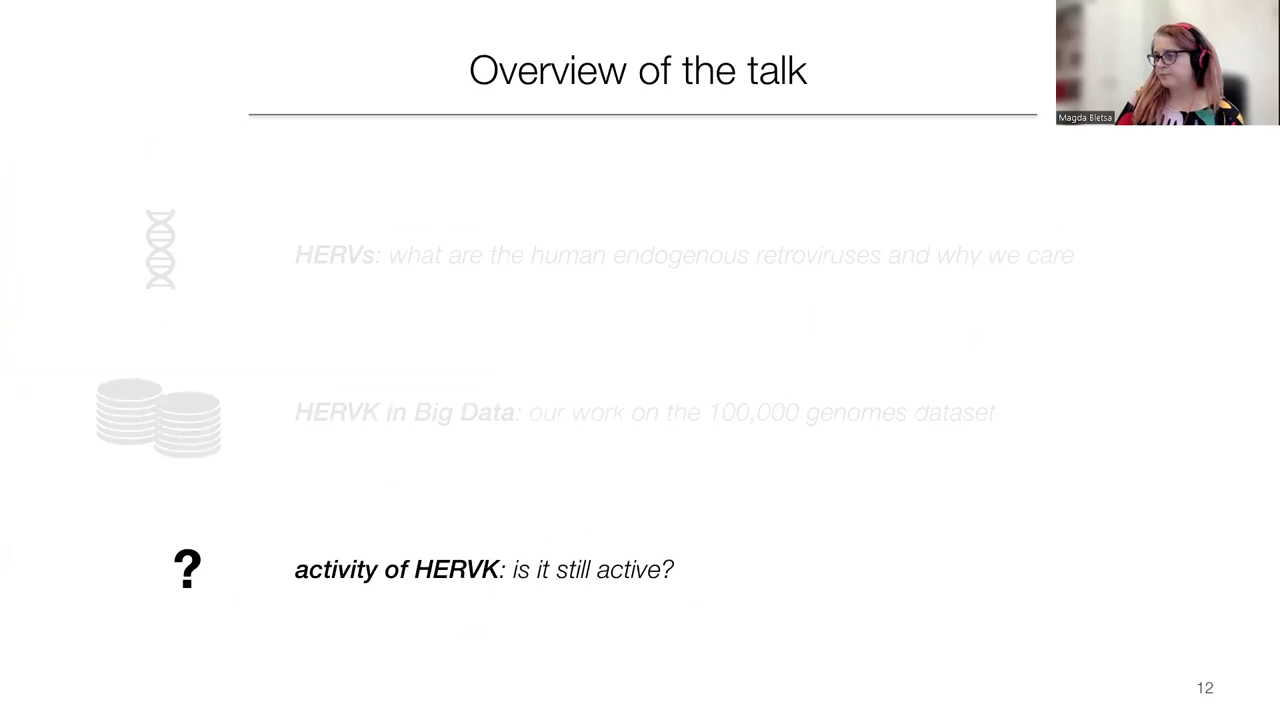 Overview of the talk
Magda Bletsa
HERVs: what are the human endogenous retroviruses and why we care
HERVK in Big Data: our work on the 100,000 genomes dataset
?
activity of HERVK: is it still active?
12